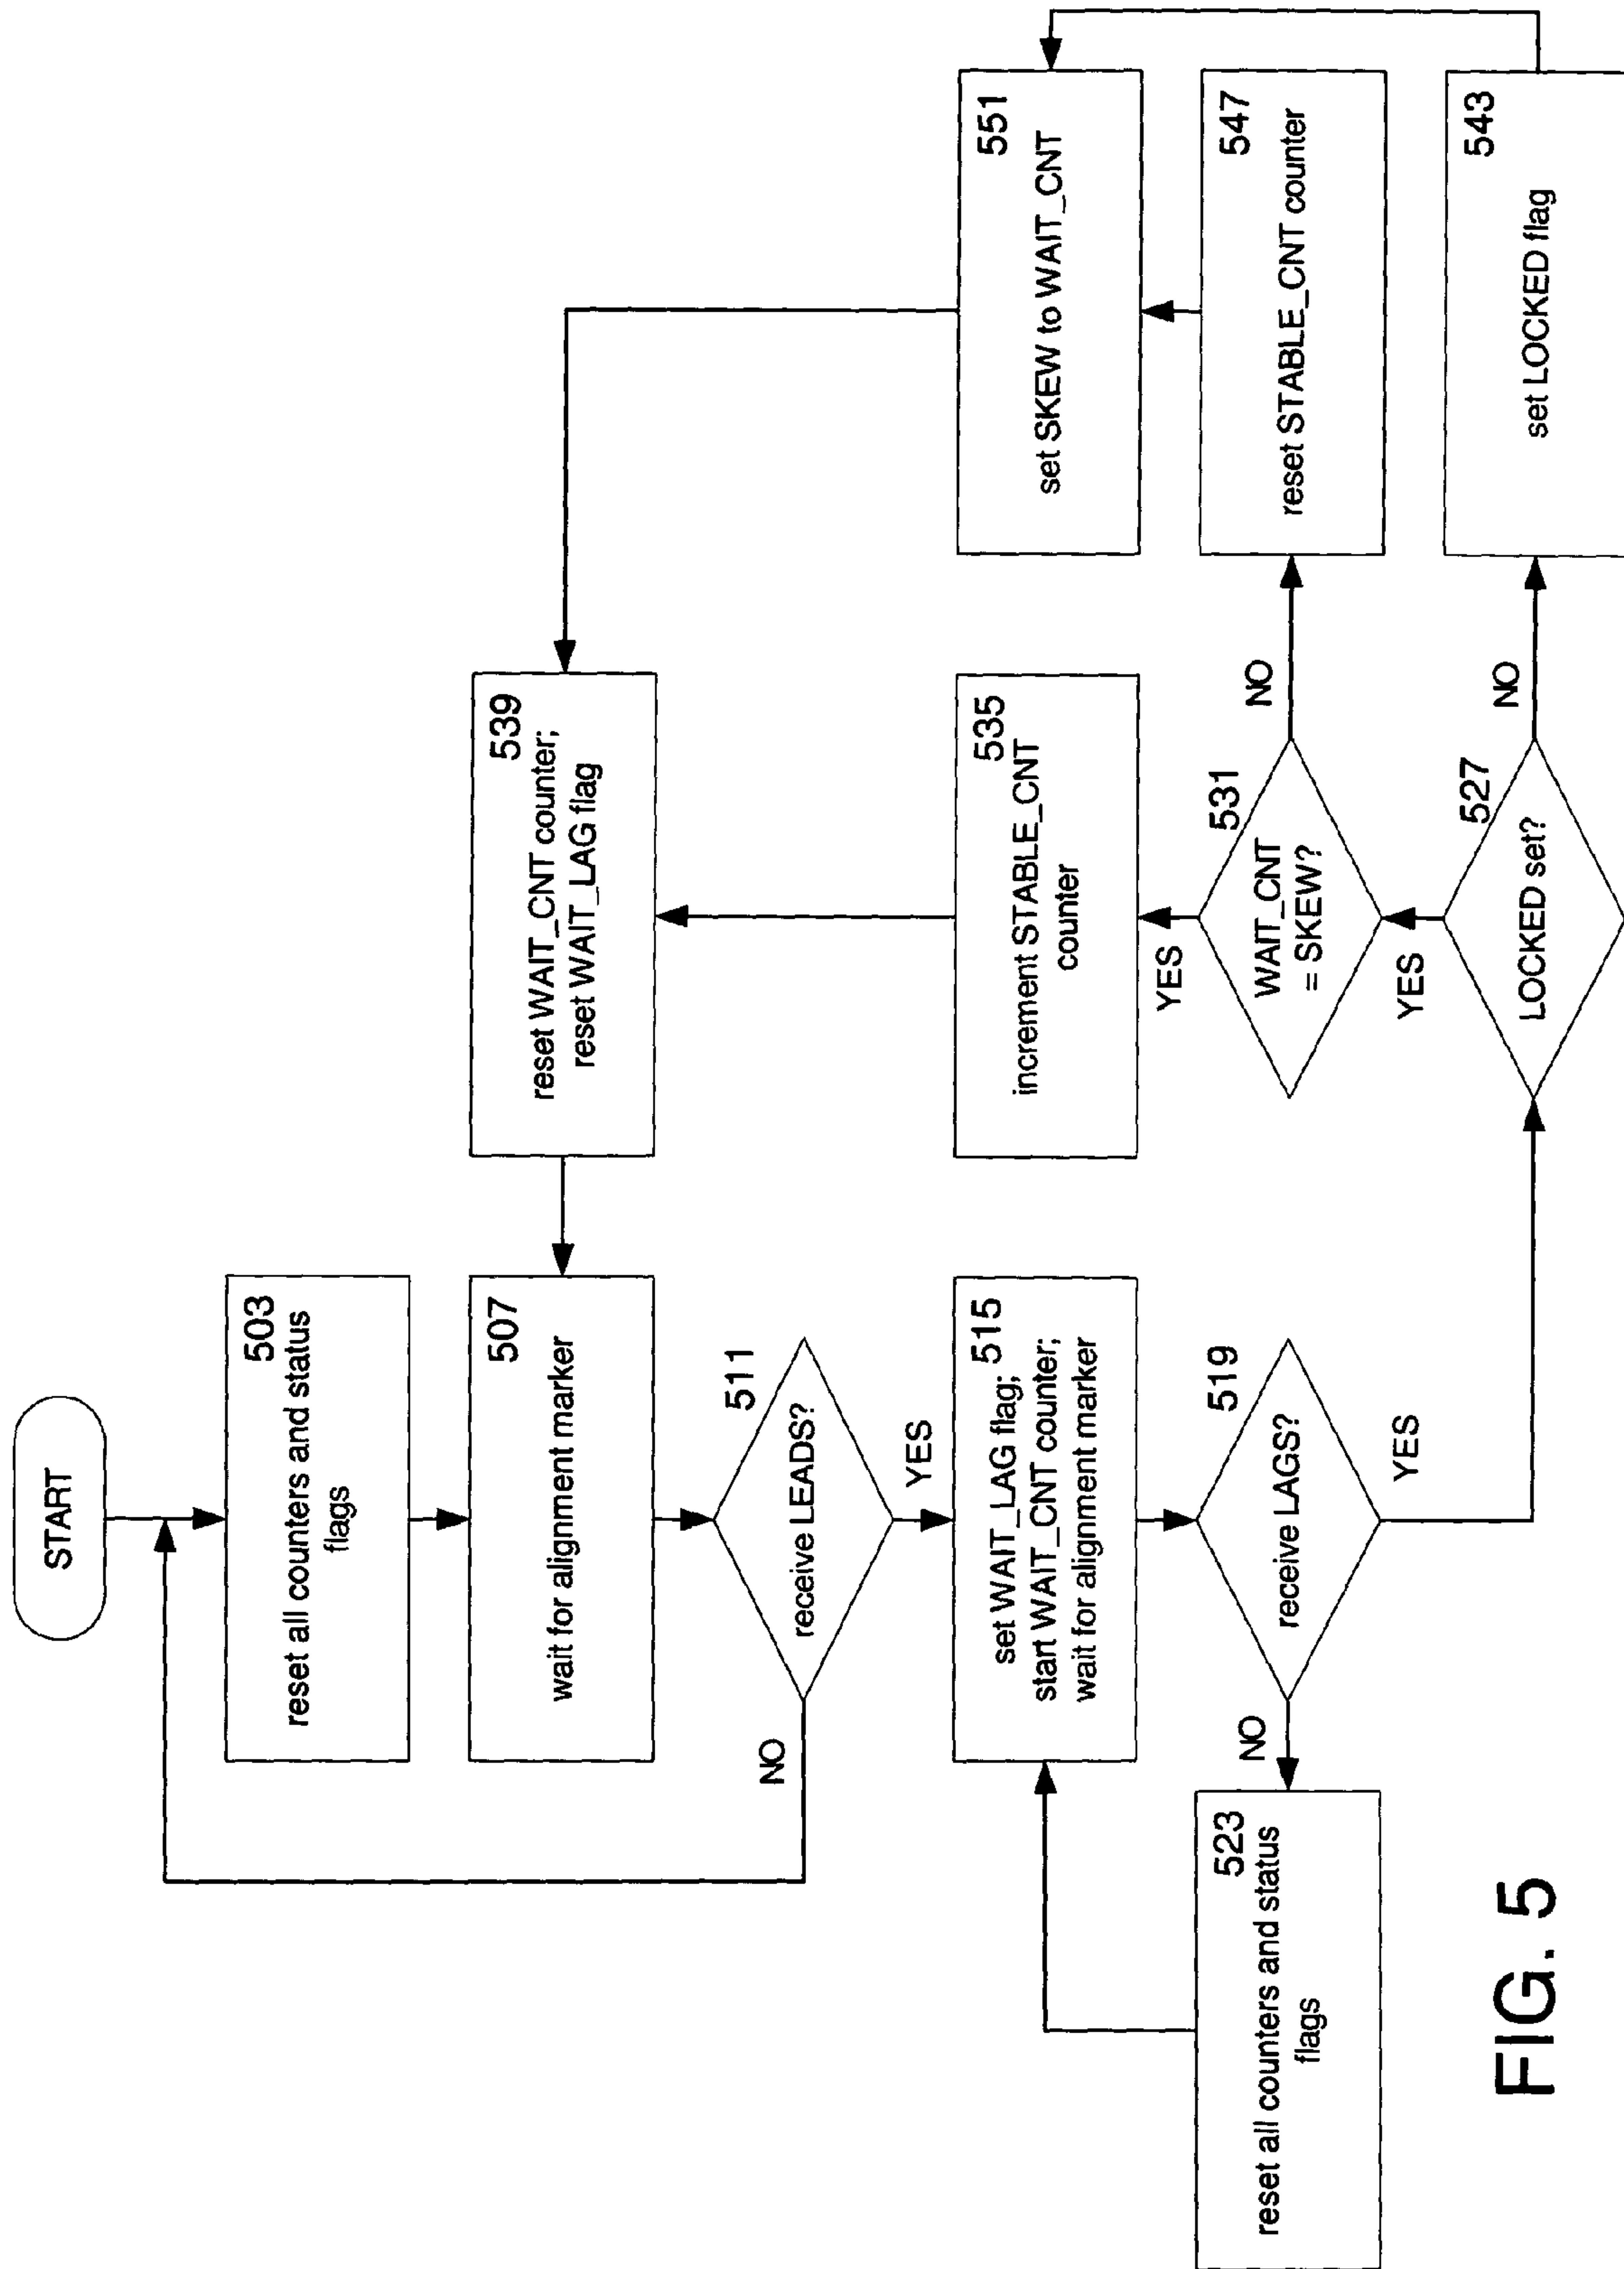 START
503
reset all counters and status
flags
507
wait for alignment marker
511
receive LEADS?
NO
YES
515
set WAIT_LAG flag;
start WAIT_CNT counter;
wait for alignment marker
519
receive LAGS?
NO
YES
523
reset all counters and status
flags
527
LOCKED set?
NO
YES
531
WAIT_CNT
= SKEW?
NO
YES
535
increment STABLE_CNT
counter
539
reset WAIT_CNT counter;
reset WAIT_LAG flag
543
set LOCKED flag
547
reset STABLE_CNT counter
551
set SKEW to WAIT_CNT
FIG. 5